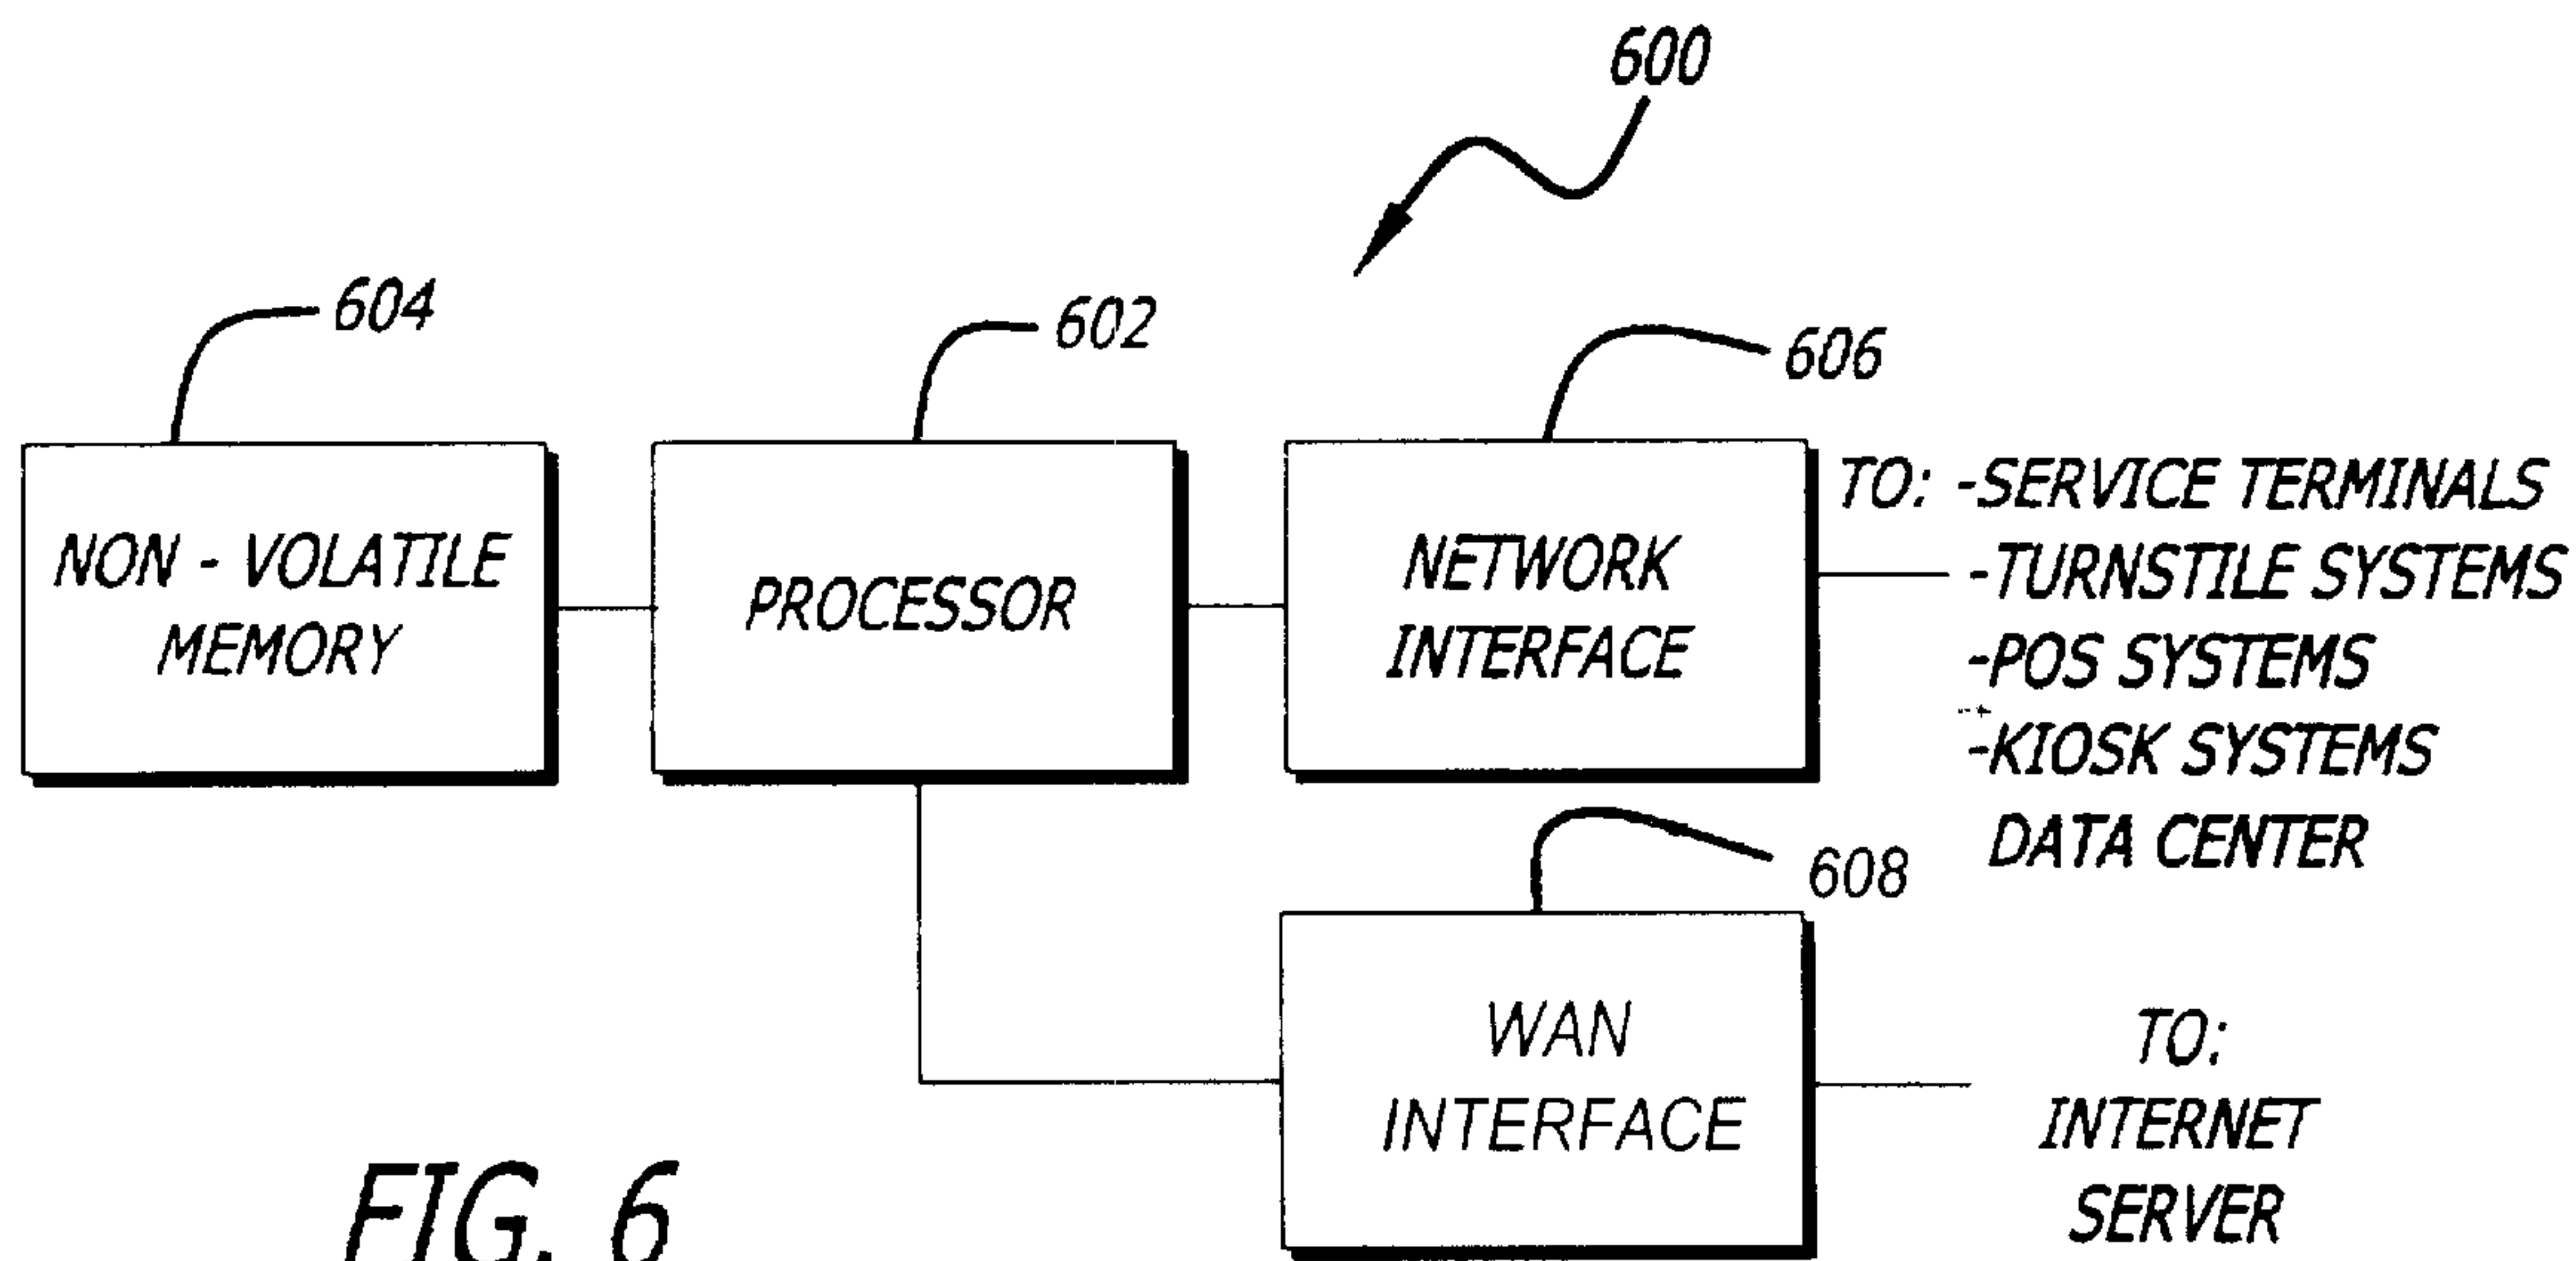 600
604
602
606
NON - VOLATILE
MEMORY
PROCESSOR
NETWORK
INTERFACE
TO: -SERVICE TERMINALS
-TURNSTILE SYSTEMS
-POS SYSTEMS
-KIOSK SYSTEMS
DATA CENTER
608
WAN
INTERFACE
TO:
INTERNET
SERVER
FIG. 6